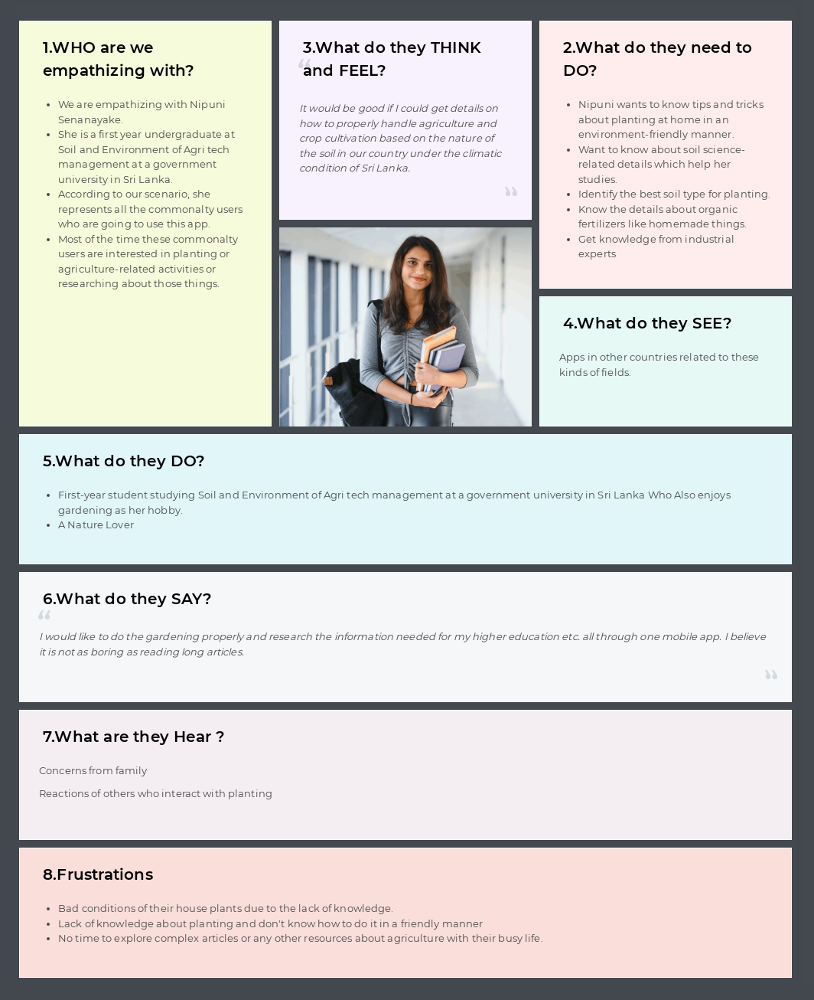 1.WHO are we
empathizing with?
We are empathizing with Nipuni
Senanayake.
She is a first year undergraduate at
Soil and Environment of Agri tech
management at a government
university in Sri Lanka.
According to our scenario, she
represents all the commonalty users
who are going to use this app.
Most of the time these commonalty
users are interested in planting or
agriculture-related activities or
researching about those things.
3.What do they THINK
and FEEL?
“
It would be good if I could get details on
how to properly handle agriculture and
crop cultivation based on the nature of
the soil in our country under the climatic
condition of Sri Lanka.
”
2.What do they need to
DO?
Nipuni wants to know tips and tricks
about planting at home in an
environment-friendly manner.
Want to know about soil science-
related details which help her
studies.
Identify the best soil type for planting.
Know the details about organic
fertilizers like homemade things.
Get knowledge from industrial
experts
4.What do they SEE?
Apps in other countries related to these
kinds of fields.
5.What do they DO?
First-year student studying Soil and Environment of Agri tech management at a government university in Sri Lanka Who Also enjoys
gardening as her hobby.
A Nature Lover
6.What do they SAY?
“
I would like to do the gardening properly and research the information needed for my higher education etc. all through one mobile app. I believe
it is not as boring as reading long articles.
”
7.What are they Hear ?
Concerns from family
Reactions of others who interact with planting
8.Frustrations
Bad conditions of their house plants due to the lack of knowledge.
Lack of knowledge about planting and don't know how to do it in a friendly manner
No time to explore complex articles or any other resources about agriculture with their busy life.